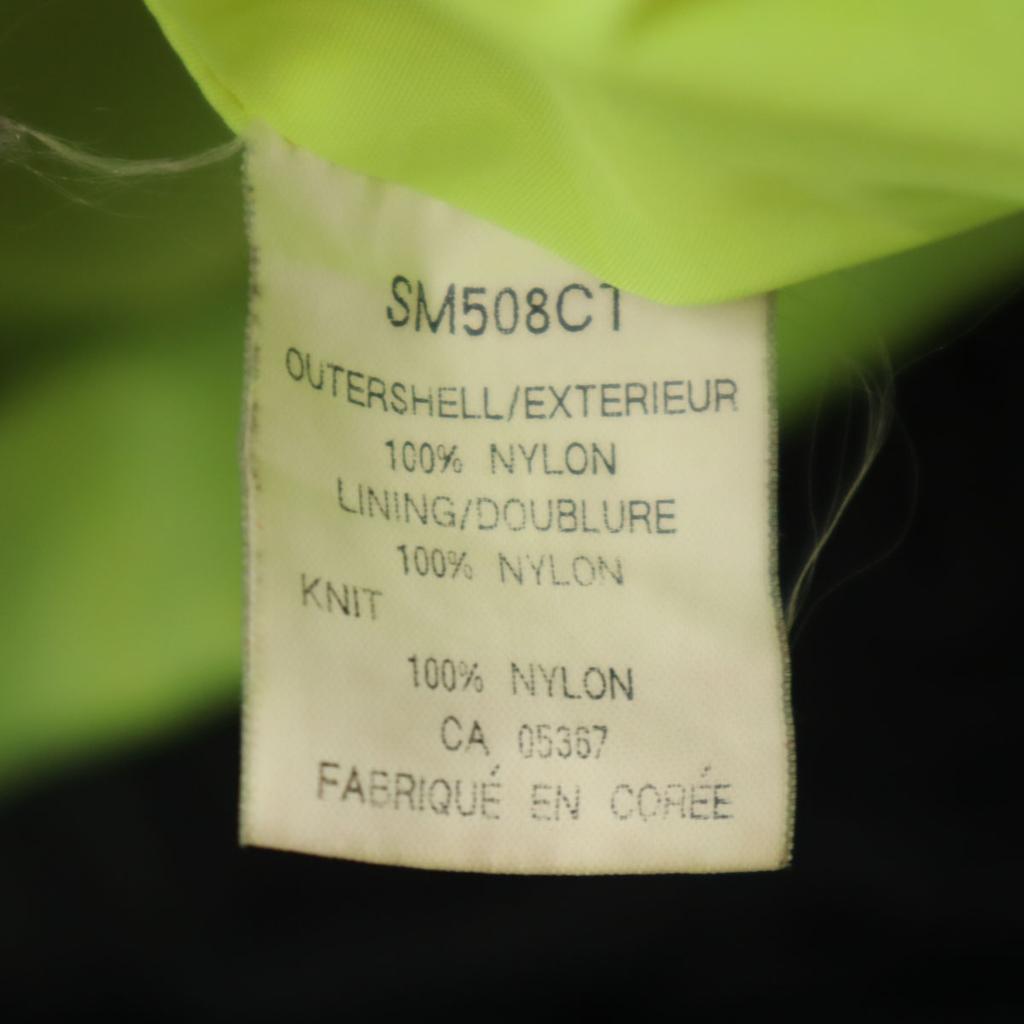 SM508CT
OUTERSHELL/EXTERIEUR
100% NYLON
LINING/DOUBLURE
100% NYLON
KNIT
100% NYLON
CA 05367
FABRIQUÉ EN CORÉE